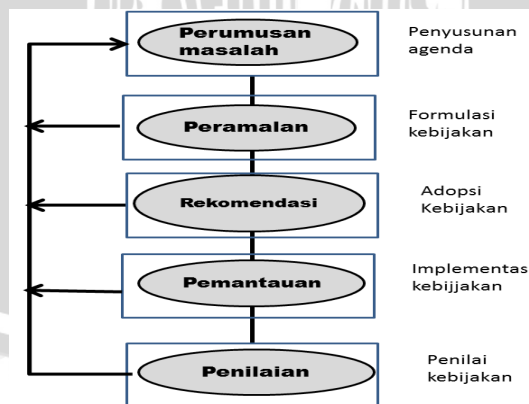 Perumusan
masalah
Penyusunan
agenda
Peramalan
Formulasi
kebijakan
Rekomendasi
Adopsi
Kebijakan
Pemantauan
Implementas
kebijjakan
Penilaian
Penilai
kebijakan